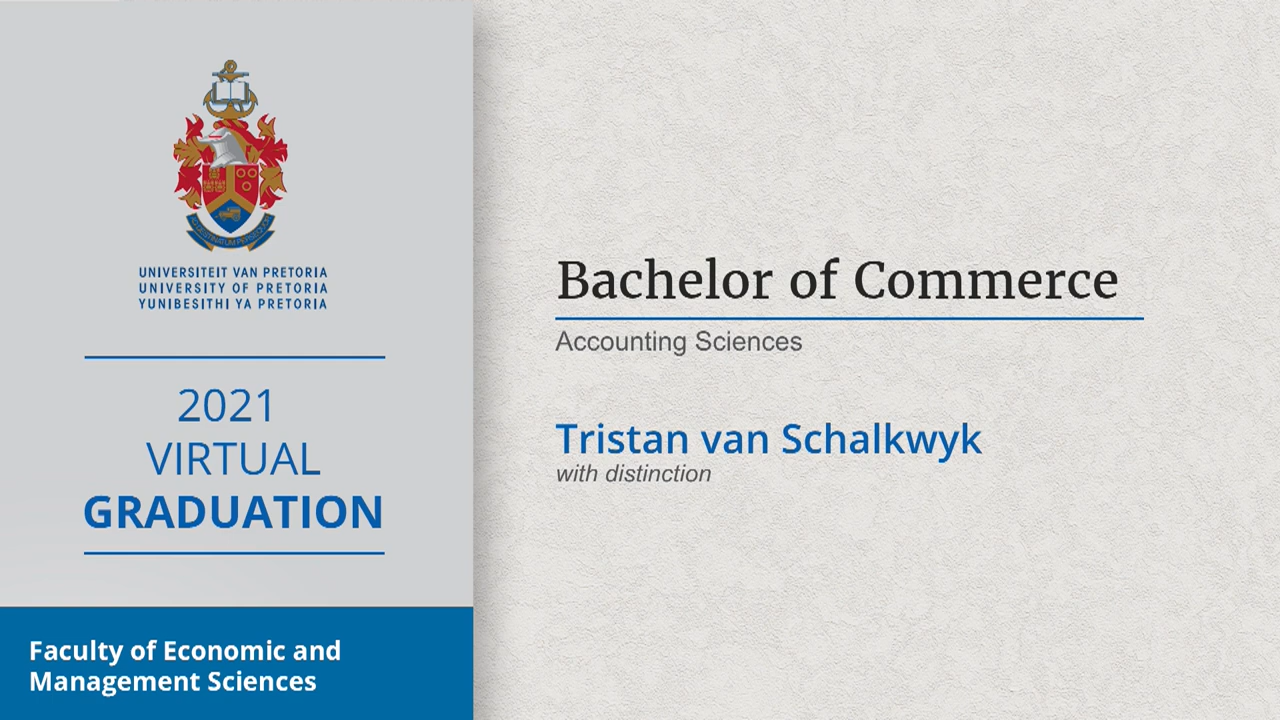 UNIVERSITEIT VAN PRETORIA
UNIVERSITY OF PRETORIA
YUNIBESITHI YA PRETORIA
2021
VIRTUAL
GRADUATION
Faculty of Economic and
Management Sciences
Bachelor of Commerce
Accounting Sciences
Tristan van Schalkwyk
with distinction